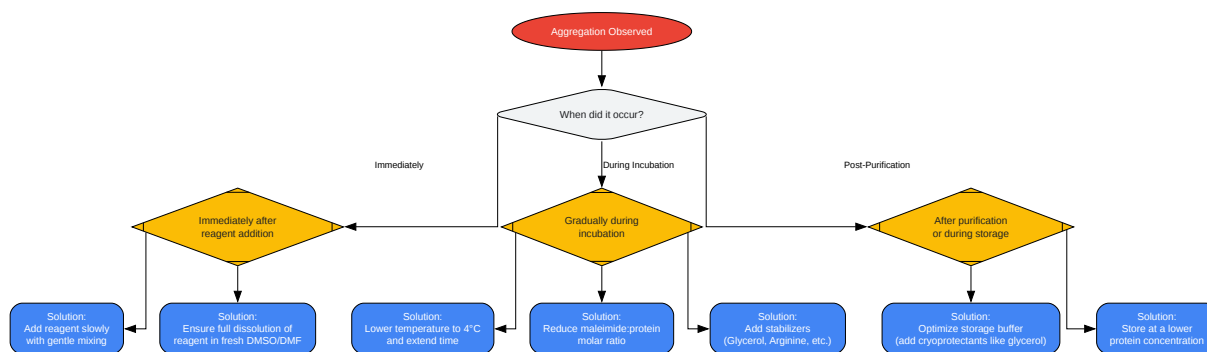 Aggregation Observed
When did it occur?
Immediately
During Incubation
Post-Purification
Immediately after
reagent addition
Gradually during
incubation
After purification
or during storage
Solution:
Add reagent slowly
with gentle mixing
Solution:
Ensure full dissolution of
reagent in fresh DMSO/DMF
Solution:
Lower temperature to 4°C
and extend time
Solution:
Reduce maleimide:protein
molar ratio
Solution:
Add stabilizers
(Glycerol, Arginine, etc.)
Solution:
Optimize storage buffer
(add cryoprotectants like glycerol)
Solution:
Store at a lower
protein concentration